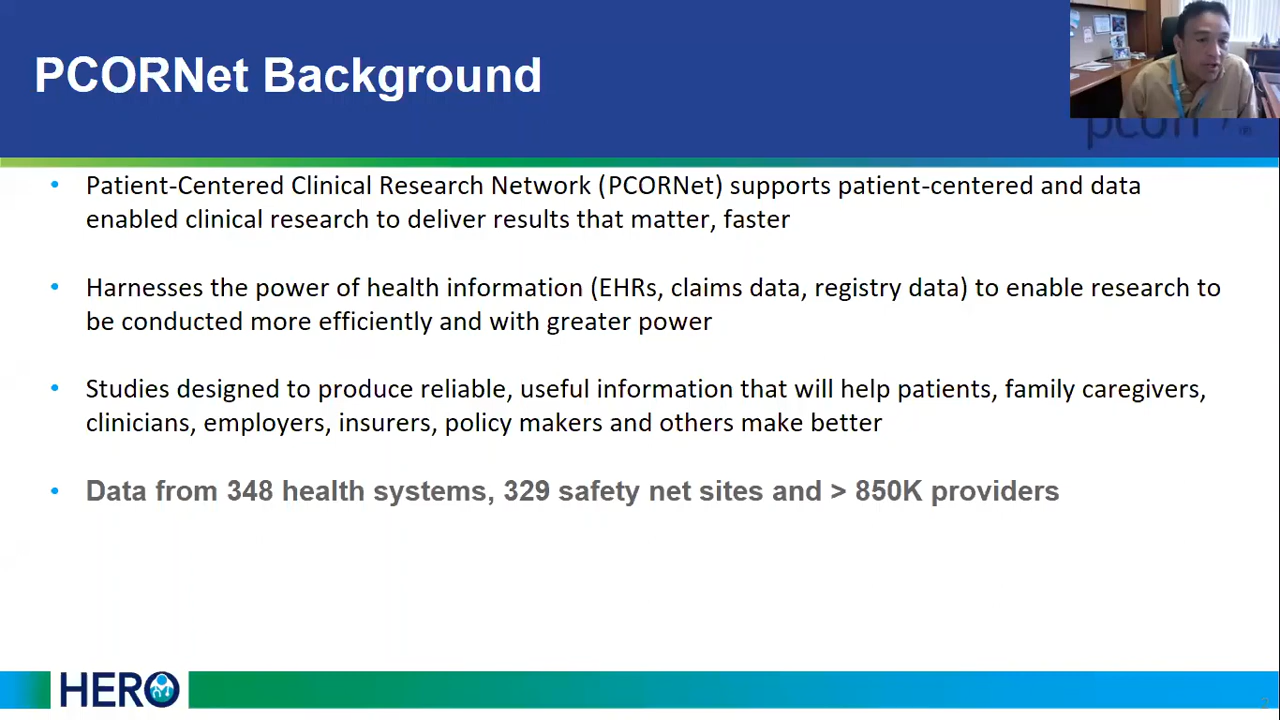 PCORNet Background
• Patient-Centered Clinical Research Network (PCORNet) supports patient-centered and data
enabled clinical research to deliver results that matter, faster
• Harnesses the power of health information (EHRs, claims data, registry data) to enable research to
be conducted more efficiently and with greater power
• Studies designed to produce reliable, useful information that will help patients, family caregivers,
clinicians, employers, insurers, policy makers and others make better
• Data from 348 health systems, 329 safety net sites and > 850K providers
HERO